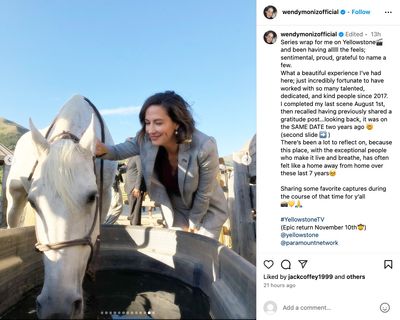 wendymonizofficial • Follow
wendymonizofficial Edited • 13h
Series wrap for me on Yellowstone🎬
and been having allll the feels;
sentimental, proud, grateful to name a
few.
What a beautiful experience I've had
here; just incredibly fortunate to have
worked with so many talented,
dedicated, and kind people since 2017.
I completed my last scene August 1st,
then recalled having previously shared a
gratitude post...looking back, it was on
the SAME DATE two years ago 🤯
(second slide ➡️ )
There's been a lot to reflect on, because
this place, with the exceptional people
who make it live and breathe, has often
felt like a home away from home over
these last 7 years🥹
Sharing some favorite captures during
the course of that time for y'all
📸💛🙏
#YellowstoneTV
(Epic return November 10th🤠)
@yellowstone
@paramountnetwork
Liked by jackcoffey1999 and others
21 hours ago
Add a comment...